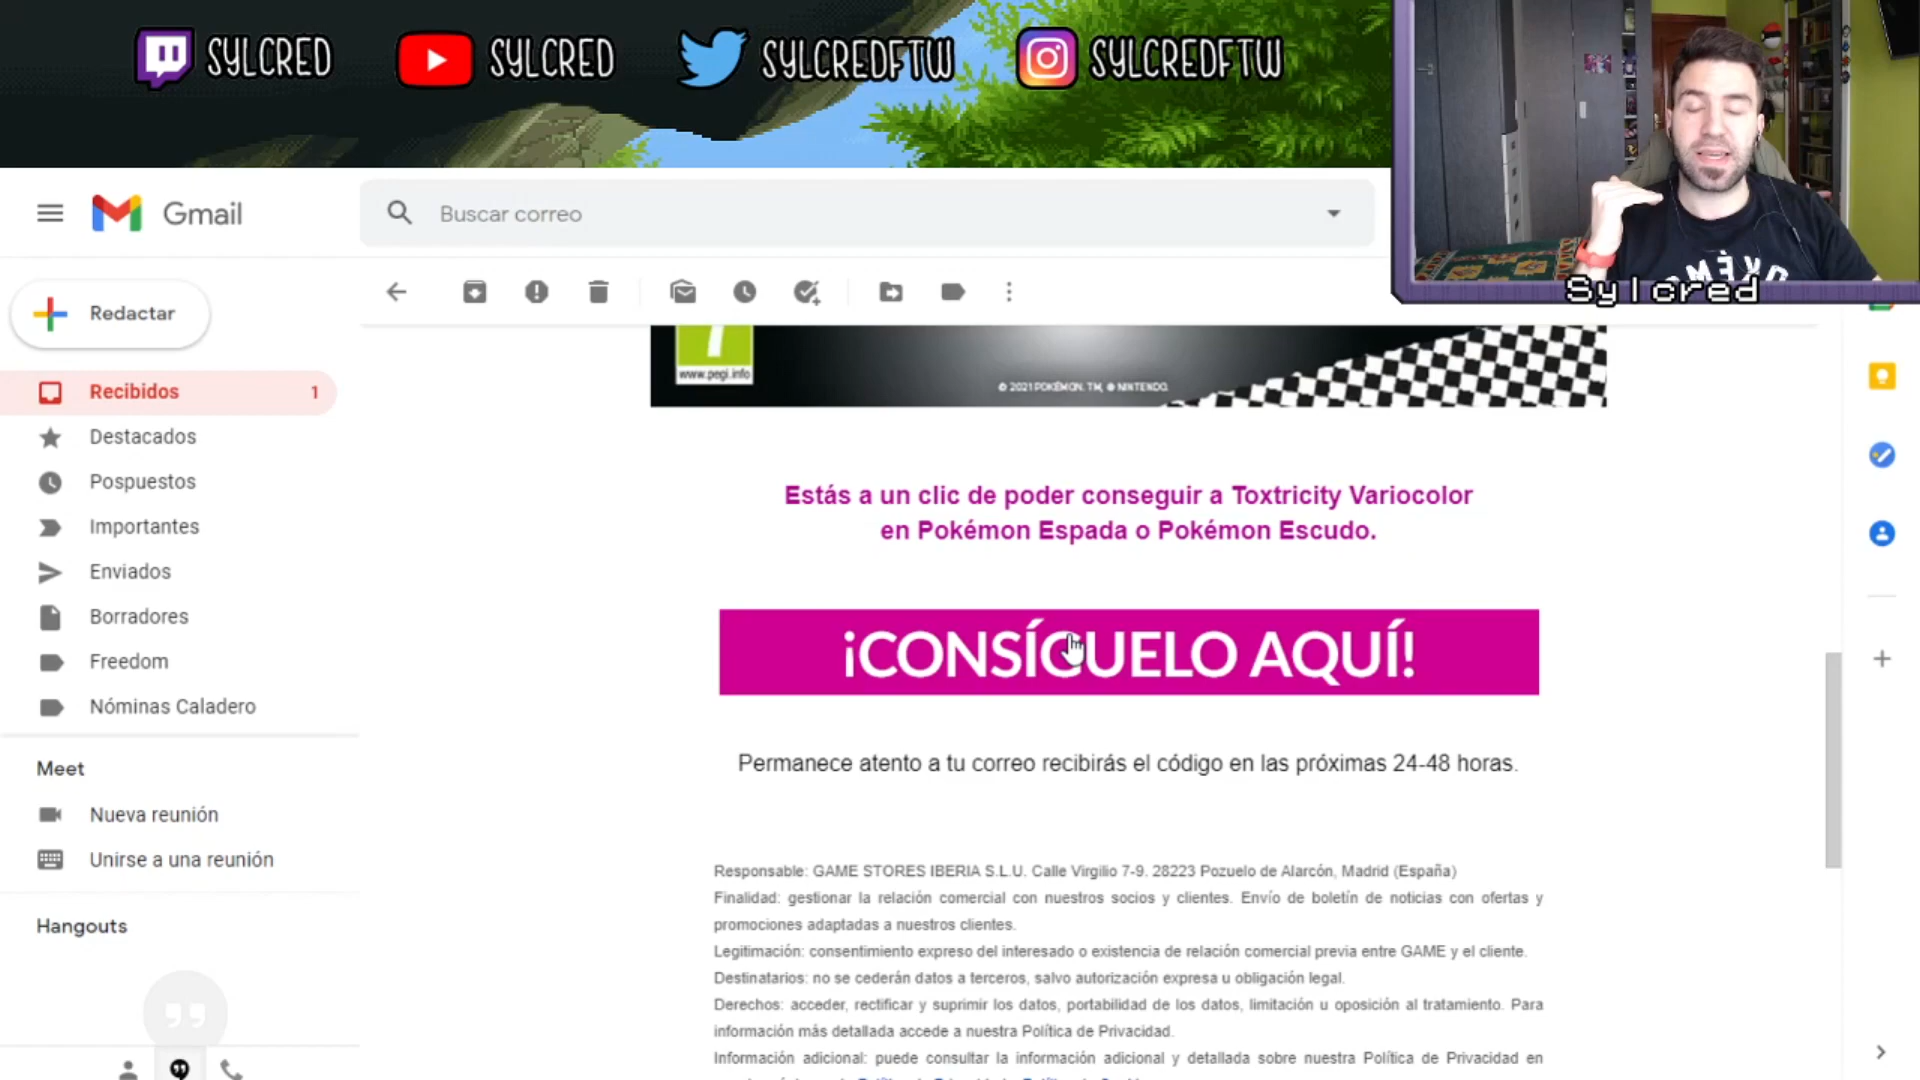 SYLCRED
SYLCRED
SYLCREDFTW
SYLCREDFTW
Sylcred
Gmail
Buscar correo
Redactar
Recibidos 1
Destacados
Pospuestos
Importantes
Enviados
Borradores
Freedom
Nóminas Caladero
Meet
Nueva reunión
Unirse a una reunión
Hangouts
www.pegi.info
© 2021 POKÉMON. TM, ® NINTENDO.
Estás a un clic de poder conseguir a Toxtricity Variocolor
en Pokémon Espada o Pokémon Escudo.
¡CONSÍGUELO AQUÍ!
Permanece atento a tu correo recibirás el código en las próximas 24-48 horas.
Responsable: GAME STORES IBERIA S.L.U. Calle Virgilio 7-9. 28223 Pozuelo de Alarcón, Madrid (España)
Finalidad: gestionar la relación comercial con nuestros socios y clientes. Envío de boletín de noticias con ofertas y
promociones adaptadas a nuestros clientes.
Legitimación: consentimiento expreso del interesado o existencia de relación comercial previa entre GAME y el cliente.
Destinatarios: no se cederán datos a terceros, salvo autorización expresa u obligación legal.
Derechos: acceder, rectificar y suprimir los datos, portabilidad de los datos, limitación u oposición al tratamiento. Para
información más detallada accede a nuestra Política de Privacidad.
Información adicional: puede consultar la información adicional y detallada sobre nuestra Política de Privacidad en